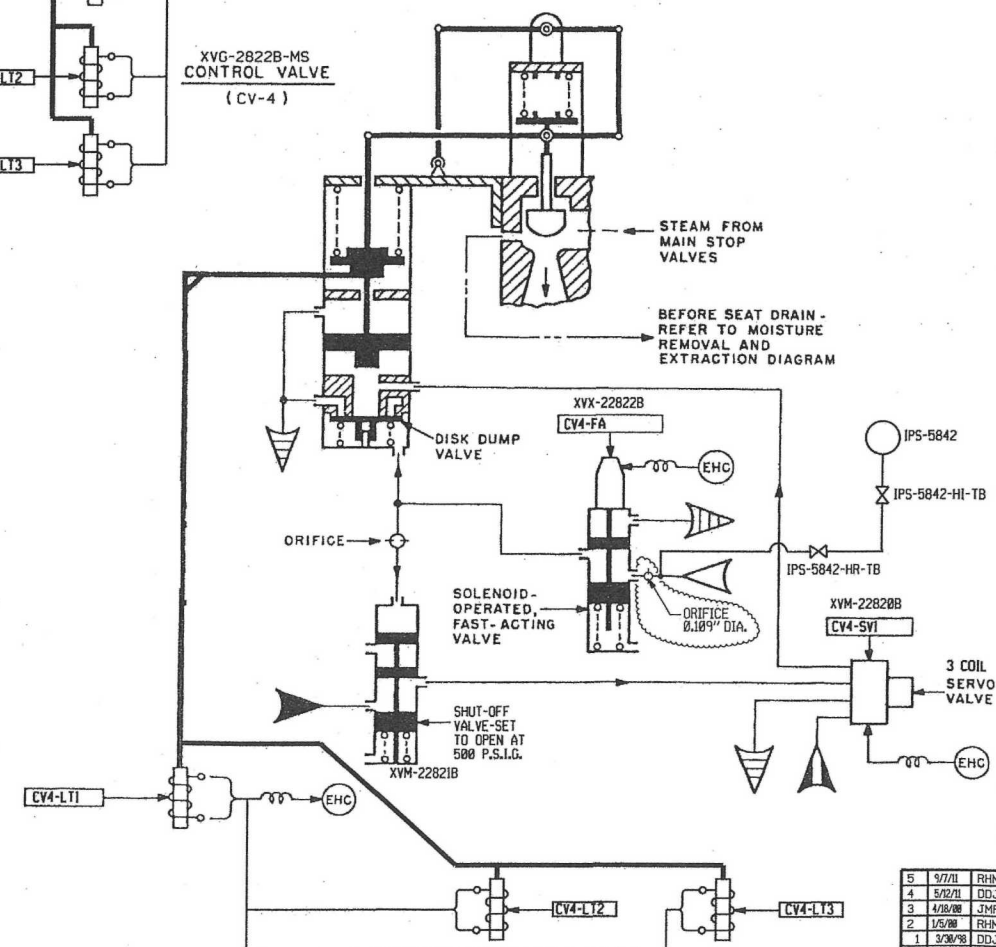 LT2
XVG-2822B-MS
CONTROL VALVE
(CV-4)
LT3
STEAM FROM
MAIN STOP
VALVES
BEFORE SEAT DRAIN -
REFER TO MOISTURE
REMOVAL AND
EXTRACTION DIAGRAM
DISK DUMP
VALVE
XVX-22822B
CV4-FA
EHC
IPS-5842
IPS-5842-HI-TB
IPS-5842-HR-TB
ORIFICE
SOLENOID-
OPERATED,
FAST-ACTING
VALVE
ORIFICE
0.109" DIA.
XVM-22820B
CV4-SV1
3 COIL
SERVO
VALVE
SHUT-OFF
VALVE-SET
TO OPEN AT
500 P.S.I.G.
XVM-22821B
EHC
CV4-LT1
EHC
CV4-LT2
CV4-LT3
5 9/7/11 RHM
4 5/12/11 DDJ
3 4/18/00 JMF
2 1/5/00 RHM
1 3/30/98 DDJ